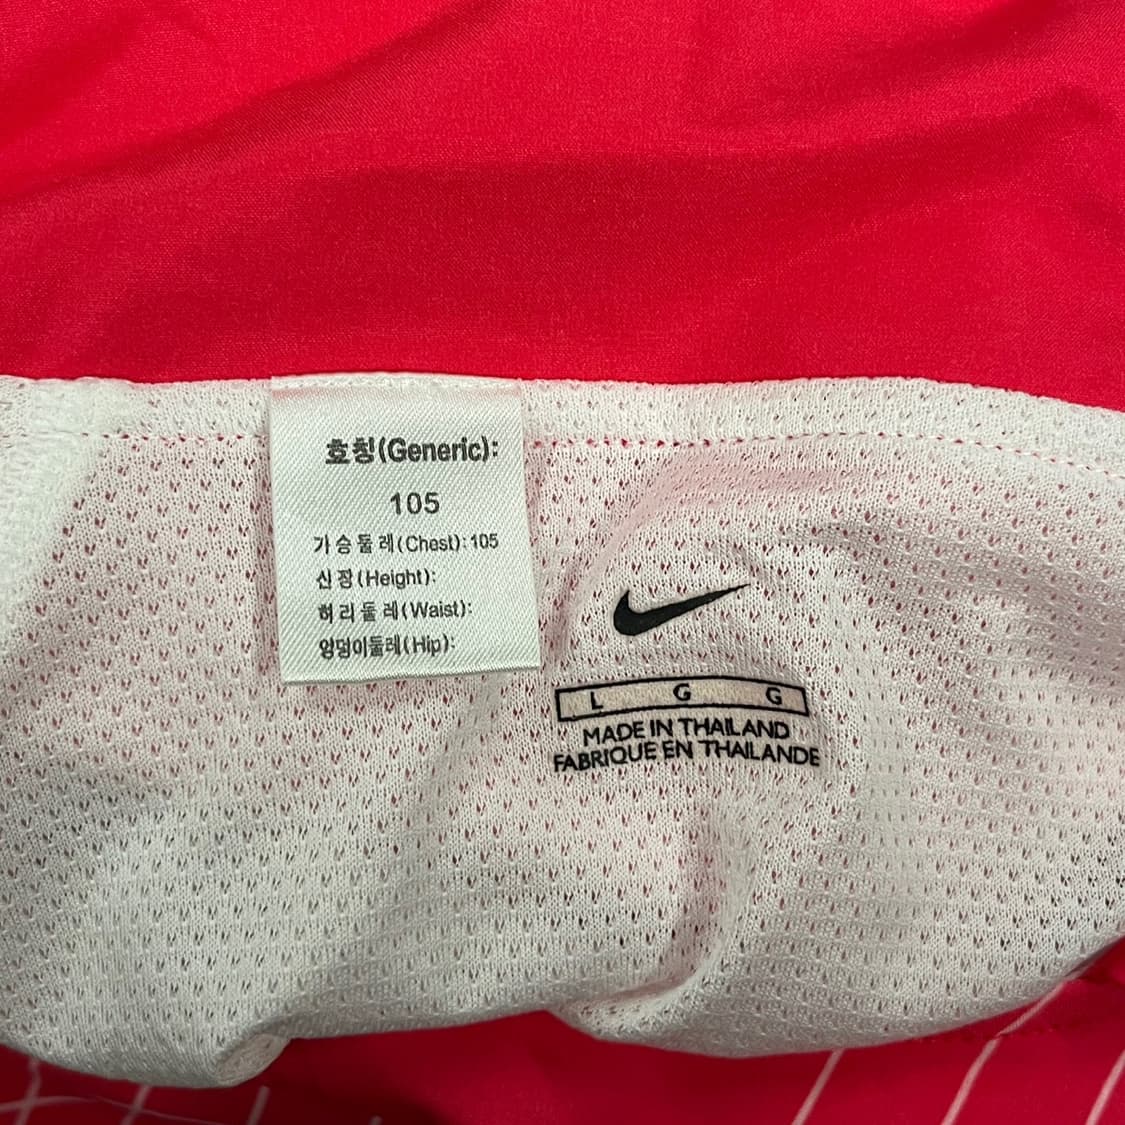 호칭(Generic):
105
가슴둘레(Chest):105
신장(Height):
허리둘레(Waist):
엉덩이둘레(Hip):
L G G
MADE IN THAILAND
FABRIQUE EN THAILANDE